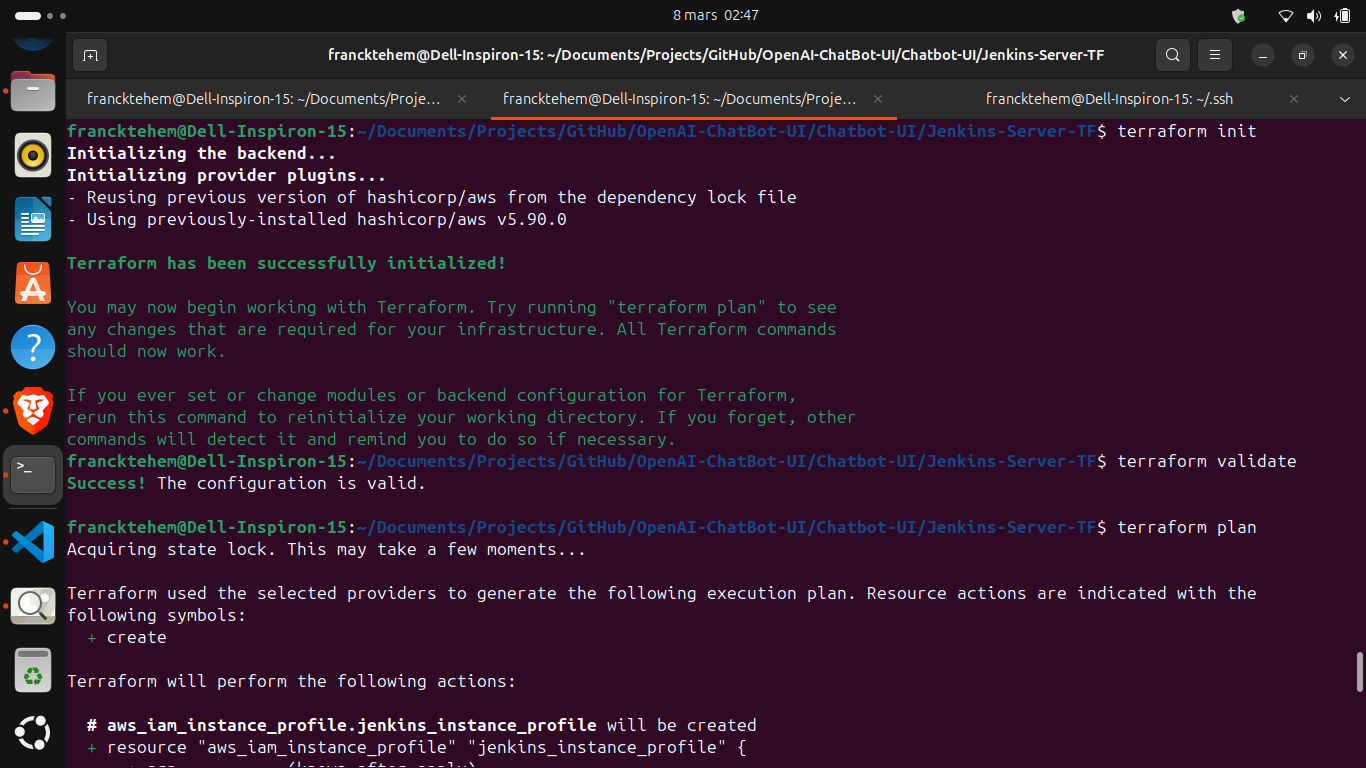 8 mars 02:47
francktehem@Dell-Inspiron-15: ~/Documents/Projects/GitHub/OpenAI-ChatBot-UI/Chatbot-UI/Jenkins-Server-TF
francktehem@Dell-Inspiron-15: ~/Documents/Proje...
francktehem@Dell-Inspiron-15: ~/Documents/Proje...
francktehem@Dell-Inspiron-15: ~/.ssh
francktehem@Dell-Inspiron-15:~/Documents/Projects/GitHub/OpenAI-ChatBot-UI/Chatbot-UI/Jenkins-Server-TF$ terraform init
Initializing the backend...
Initializing provider plugins...
- Reusing previous version of hashicorp/aws from the dependency lock file
- Using previously-installed hashicorp/aws v5.90.0
Terraform has been successfully initialized!
You may now begin working with Terraform. Try running "terraform plan" to see
any changes that are required for your infrastructure. All Terraform commands
should now work.
If you ever set or change modules or backend configuration for Terraform,
rerun this command to reinitialize your working directory. If you forget, other
commands will detect it and remind you to do so if necessary.
francktehem@Dell-Inspiron-15:~/Documents/Projects/GitHub/OpenAI-ChatBot-UI/Chatbot-UI/Jenkins-Server-TF$ terraform validate
Success! The configuration is valid.
francktehem@Dell-Inspiron-15:~/Documents/Projects/GitHub/OpenAI-ChatBot-UI/Chatbot-UI/Jenkins-Server-TF$ terraform plan
Acquiring state lock. This may take a few moments...
Terraform used the selected providers to generate the following execution plan. Resource actions are indicated with the
following symbols:
+ create
Terraform will perform the following actions:
# aws_iam_instance_profile.jenkins_instance_profile will be created
+ resource "aws_iam_instance_profile" "jenkins_instance_profile" {